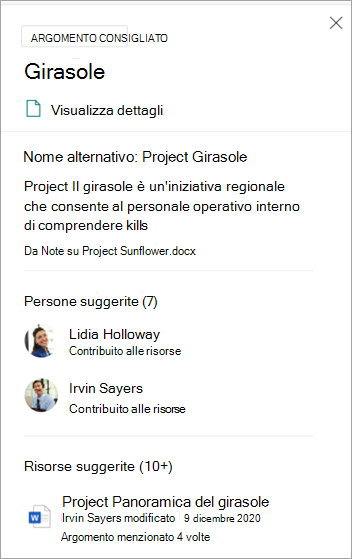 ARGOMENTO CONSIGLIATO
Girasole
Visualizza dettagli
Nome alternativo: Project Girasole
Project Il girasole è un'iniziativa regionale
che consente al personale operativo interno
di comprendere kills
Da Note su Project Sunflower.docx
Persone suggerite (7)
Lidia Holloway
Contribuito alle risorse
Irvin Sayers
Contribuito alle risorse
Risorse suggerite (10+)
Project Panoramica del girasole
Irvin Sayers modificato 9 dicembre 2020
Argomento menzionato 4 volte